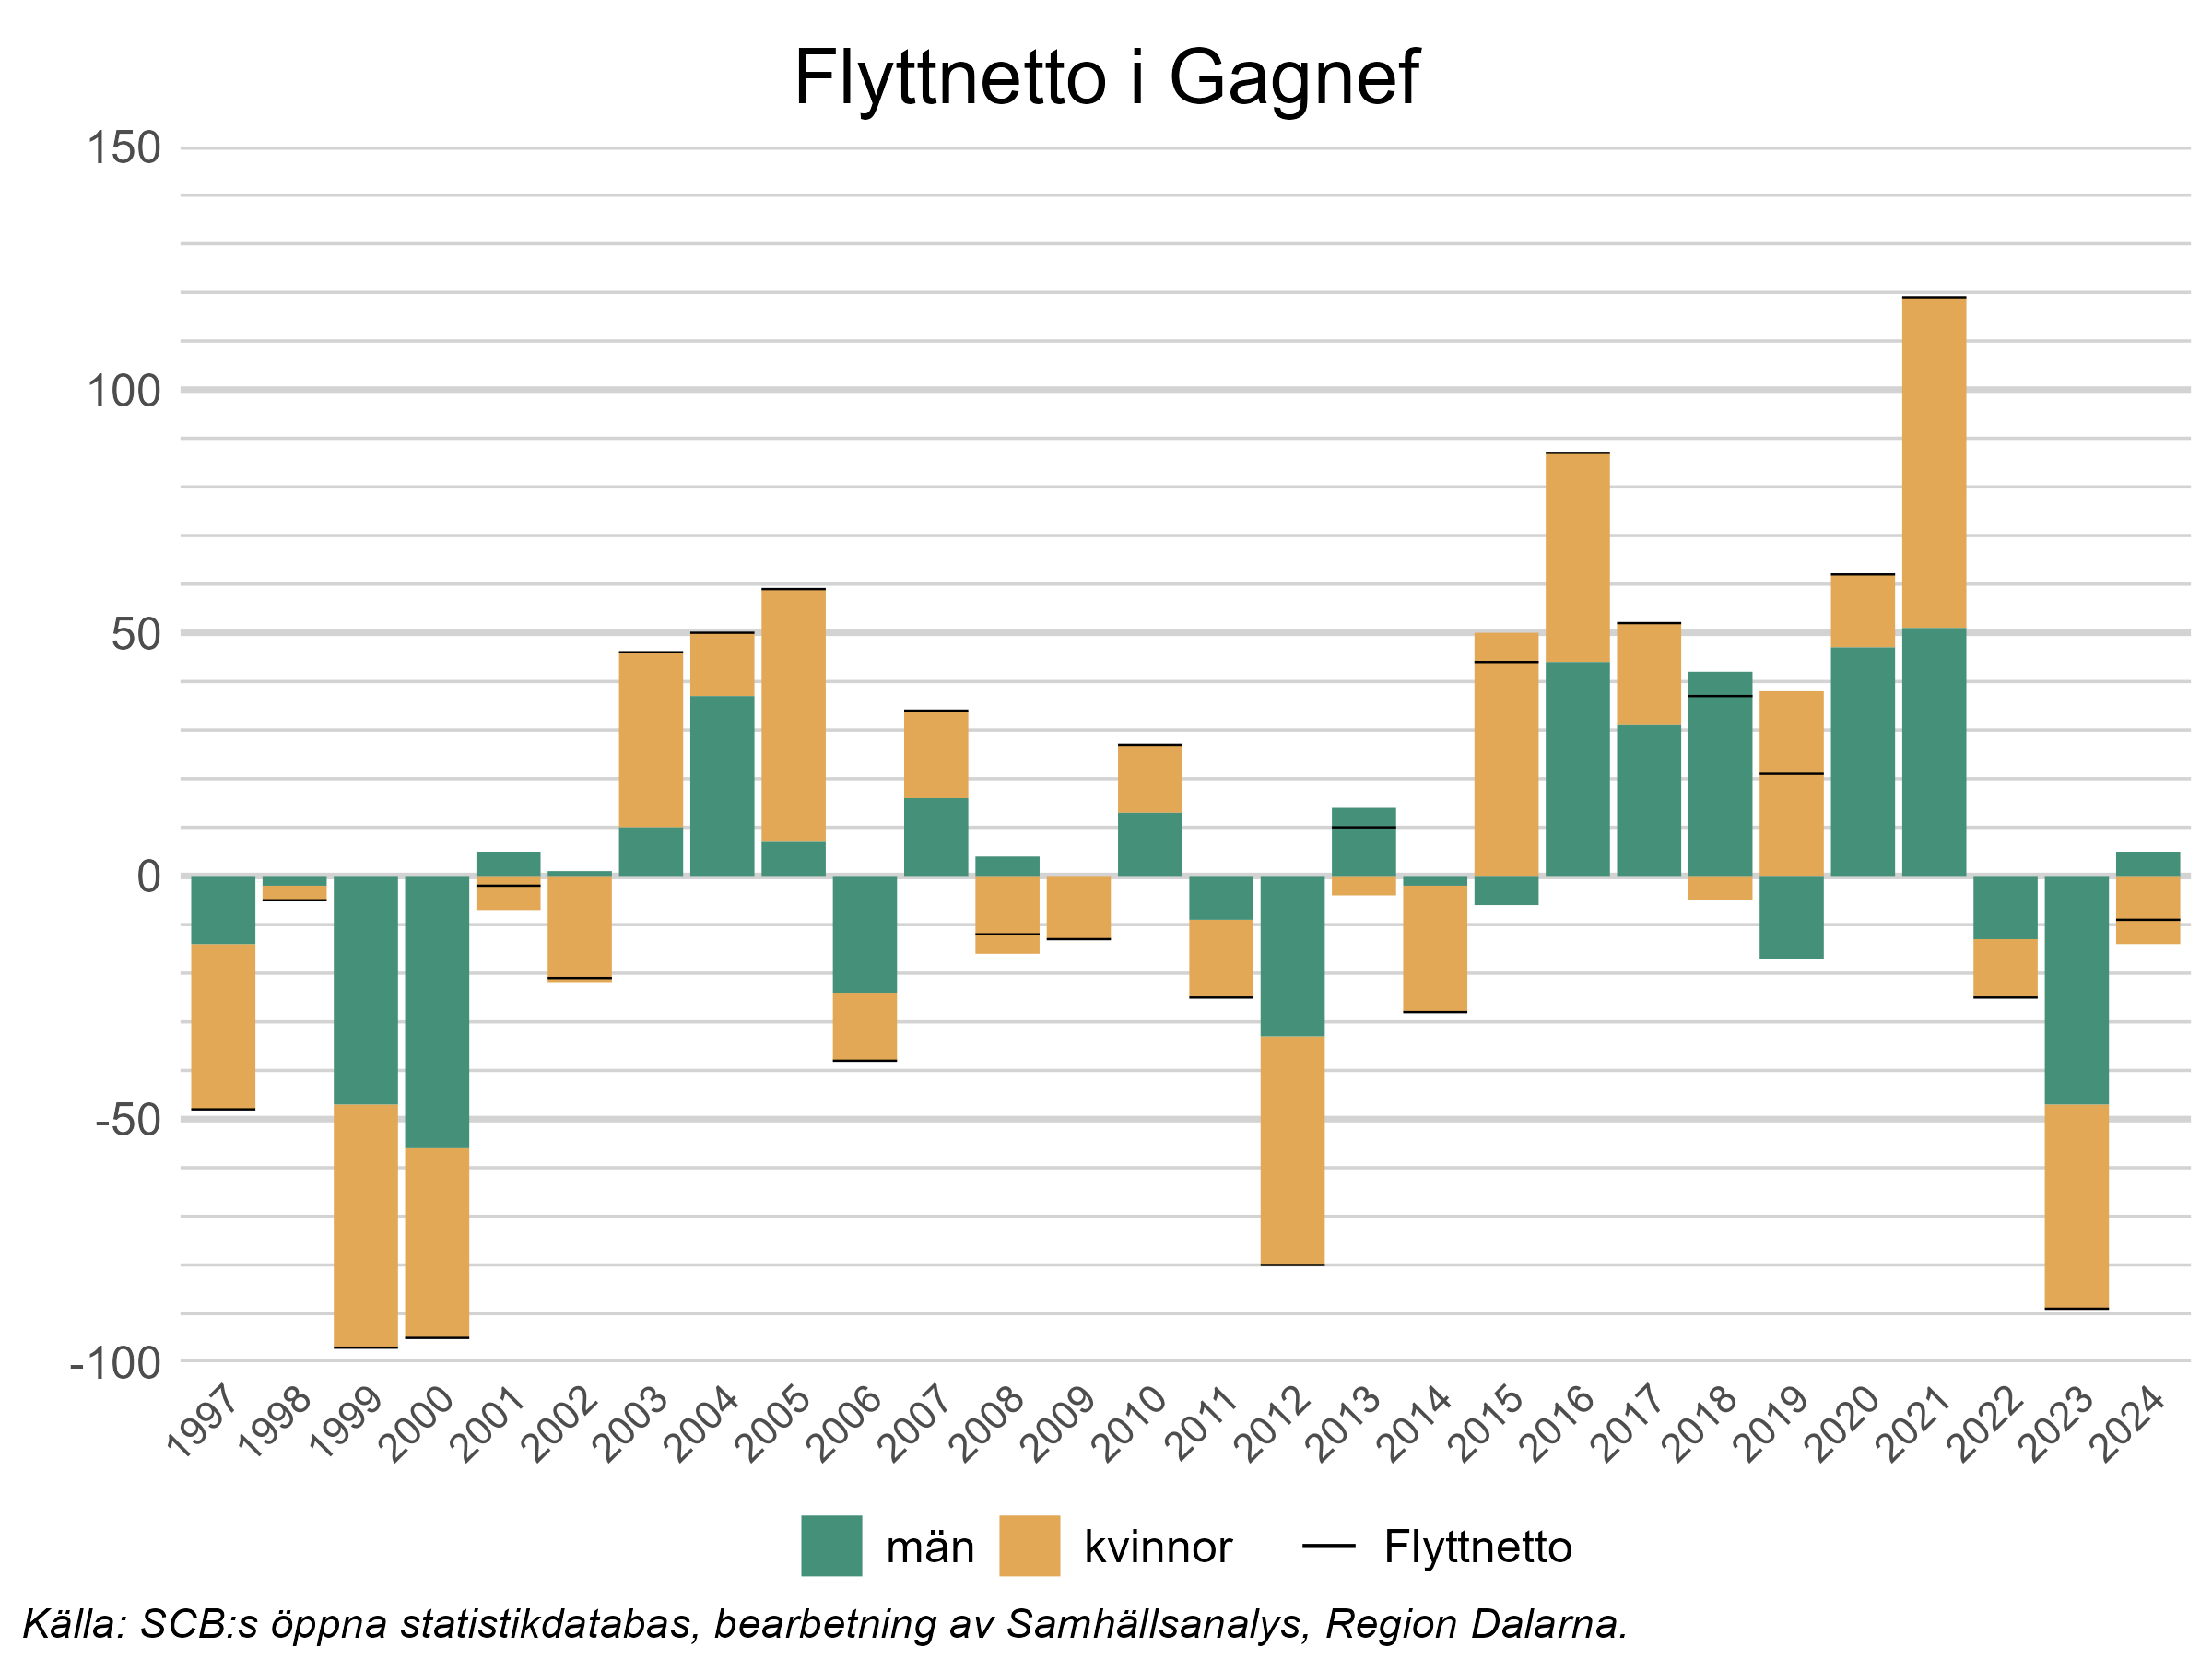 Flyttnetto i Gagnef
150
100
50
0
-50
-100
1997 1998 1999 2000 2001 2002 2003 2004 2005 2006 2007 2008 2009 2010 2011 2012 2013 2014 2015 2016 2017 2018 2019 2020 2021 2022 2023 2024
män kvinnor Flyttnetto
Källa: SCB:s öppna statistikdatabas, bearbetning av Samhällsanalys, Region Dalarna.